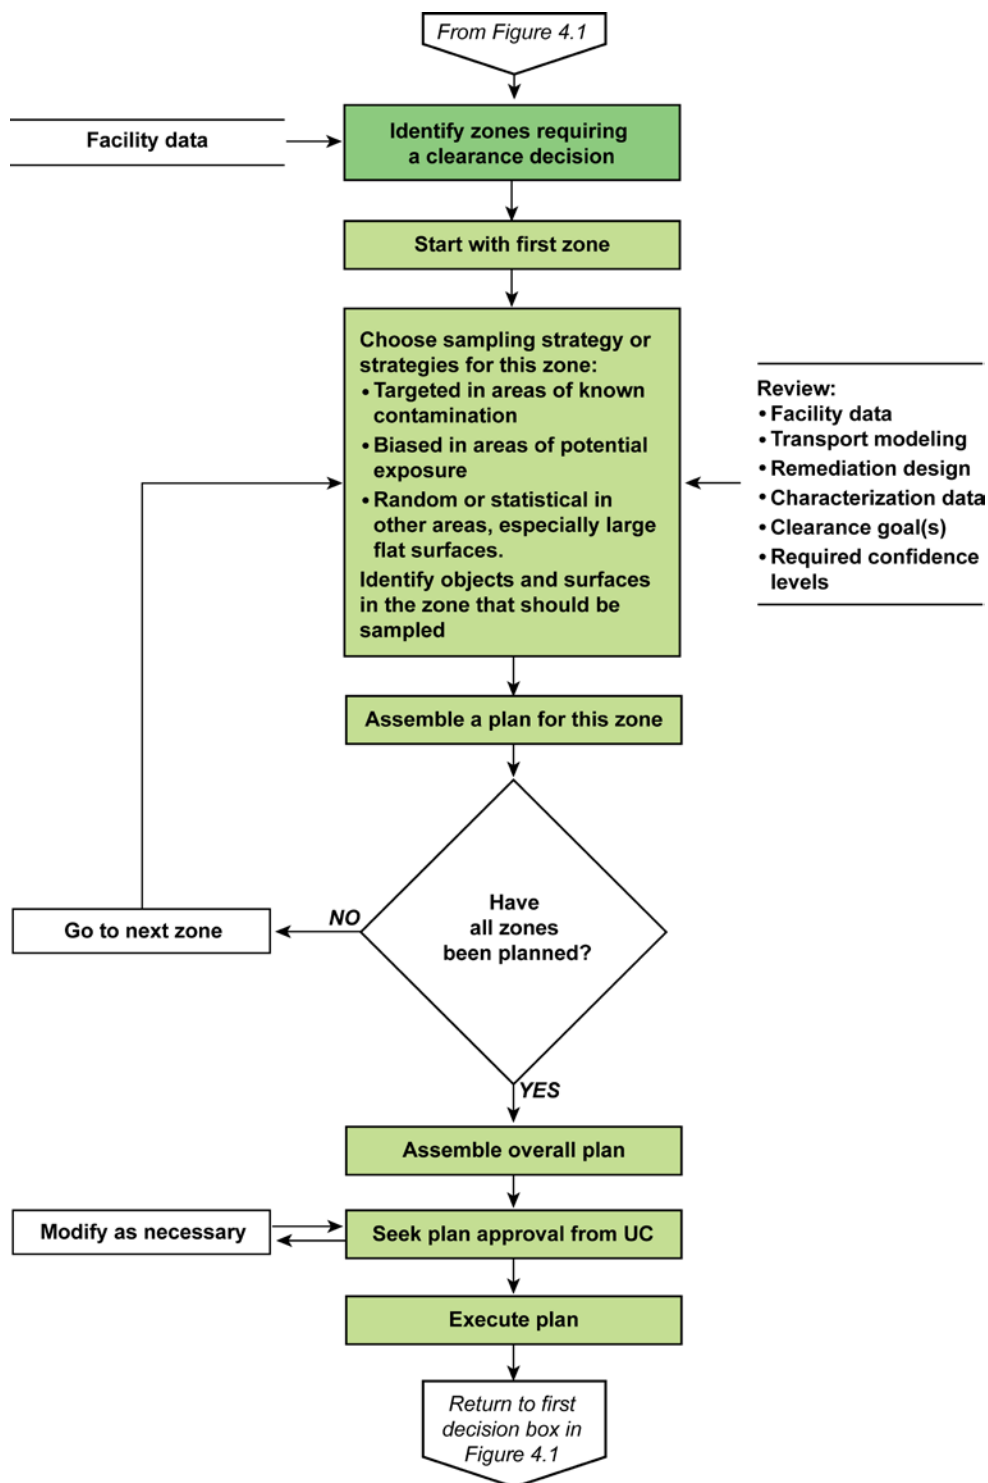 From Figure 4.1
Facility data
Identify zones requiring
a clearance decision
Start with first zone
Choose sampling strategy or
strategies for this zone:
• Targeted in areas of known
contamination
• Biased in areas of potential
exposure
• Random or statistical in
other areas, especially large
flat surfaces.
Identify objects and surfaces
in the zone that should be
sampled
Review:
• Facility data
• Transport modeling
• Remediation design
• Characterization data
• Clearance goal(s)
• Required confidence
levels
Assemble a plan for this zone
Have
all zones
been planned?
NO
Go to next zone
YES
Assemble overall plan
Modify as necessary
Seek plan approval from UC
Execute plan
Return to first
decision box in
Figure 4.1